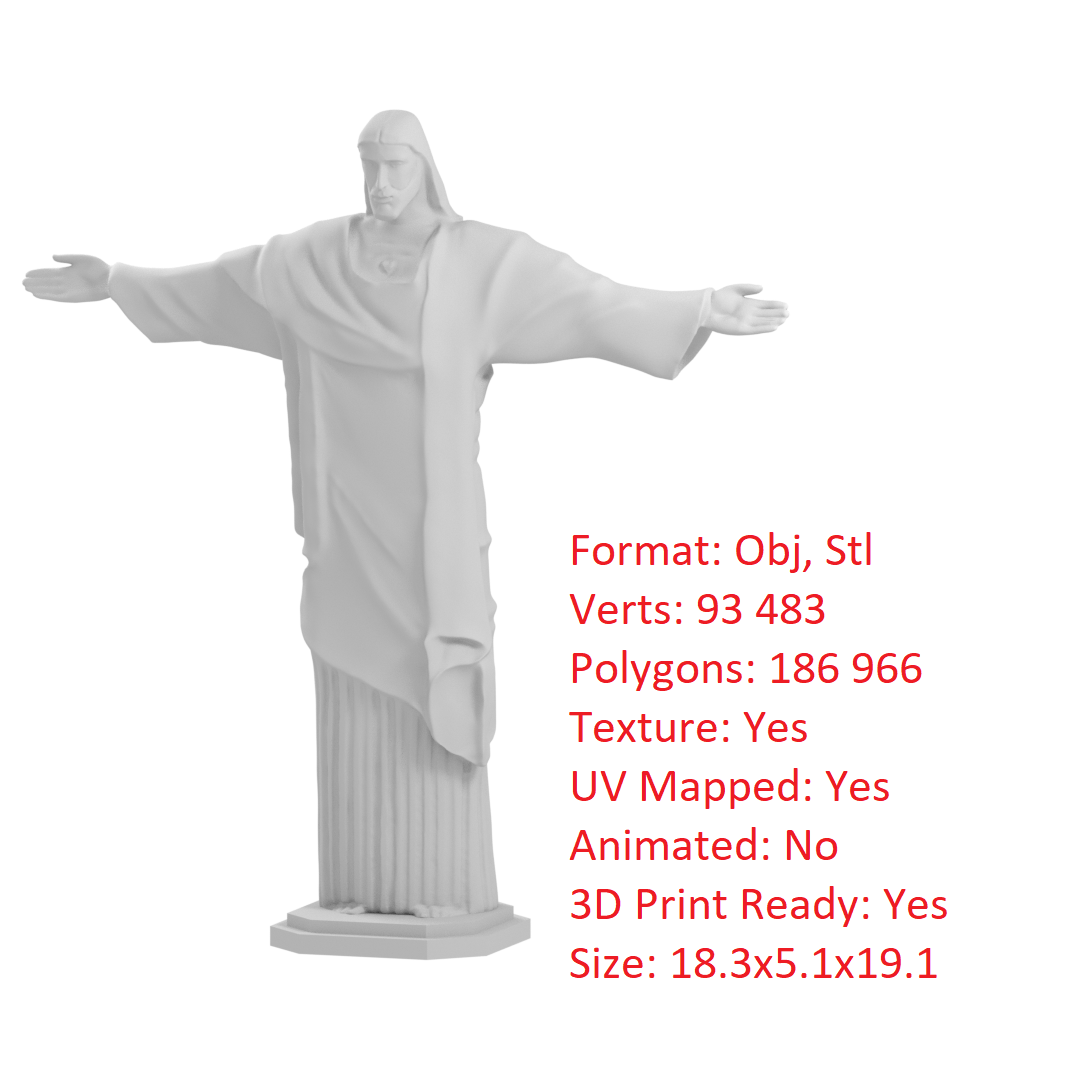 Format: Obj, Stl
Verts: 93 483
Polygons: 186 966
Texture: Yes
UV Mapped: Yes
Animated: No
3D Print Ready: Yes
Size: 18.3x5.1x19.1